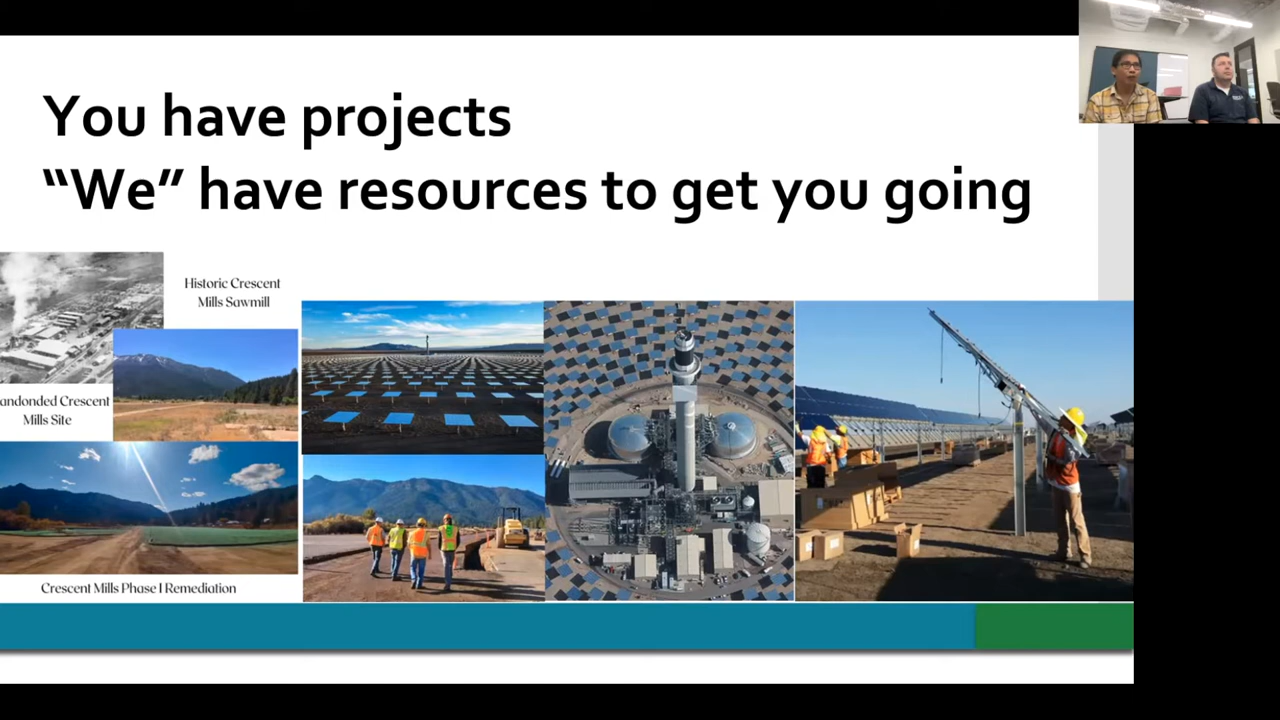 You have projects
“We” have resources to get you going
Historic Crescent
Mills Sawmill
andonded Crescent
Mills Site
Crescent Mills Phase I Remediation